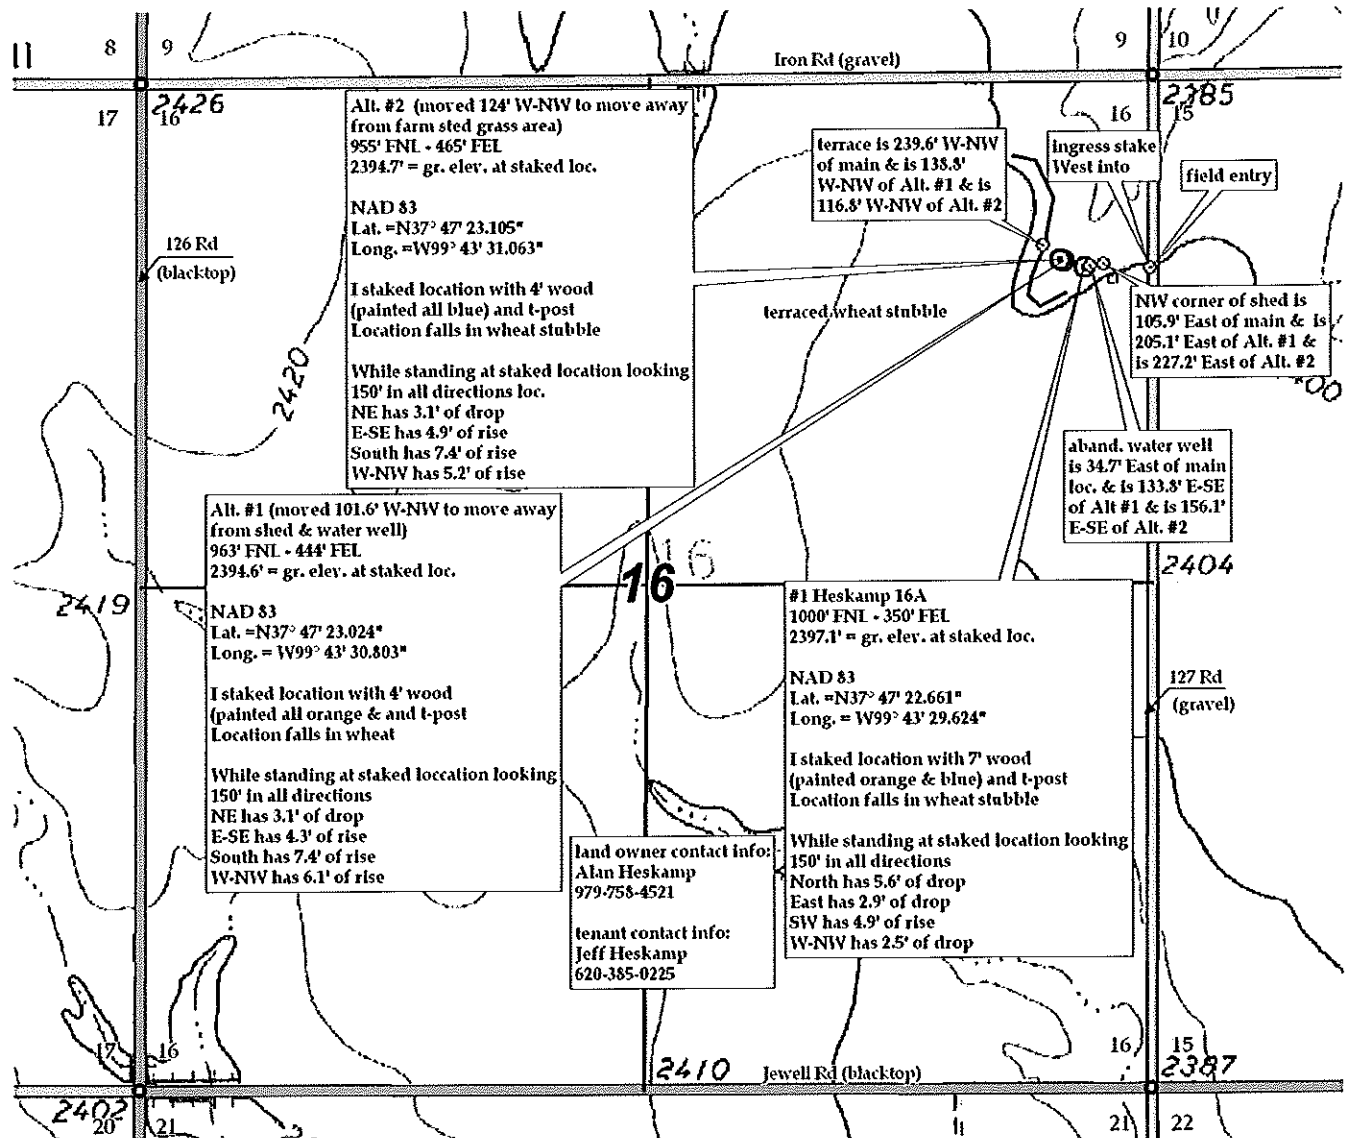 8
9
Iron Rd (gravel)
9
10
2426
17
16
2385
16
15
Alt. #2 (moved 124' W-NW to move away
from farm sted grass area)
955' FNL - 465' FEL
2394.7' = gr. elev. at staked loc.
NAD 83
Lat. =N37° 47' 23.105"
Long. =W99° 43' 31.063"
I staked location with 4' wood
(painted all blue) and t-post
Location falls in wheat stubble
While standing at staked location looking
150' in all directions loc.
NE has 3.1' of drop
E-SE has 4.9' of rise
South has 7.4' of rise
W-NW has 5.2' of rise
terrace is 239.6' W-NW
of main & is 138.8'
W-NW of Alt. #1 & is
116.8' W-NW of Alt. #2
ingress stake
West into
field entry
126 Rd
(blacktop)
terraced wheat stubble
NW corner of shed is
105.9' East of main & is
205.1' East of Alt. #1 &
is 227.2' East of Alt. #2
2420
00
aband. water well
is 34.7' East of main
loc. & is 133.8' E-SE
of Alt #1 & is 156.1'
E-SE of Alt. #2
Alt. #1 (moved 101.6' W-NW to move away
from shed & water well)
963' FNL - 444' FEL
2394.6' = gr. elev. at staked loc.
NAD 83
Lat. =N37° 47' 23.024"
Long. = W99° 43' 30.803"
I staked location with 4' wood
(painted all orange & and t-post
Location falls in wheat
While standing at staked loccation looking
150' in all directions
NE has 3.1' of drop
E-SE has 4.3' of rise
South has 7.4' of rise
W-NW has 6.1' of rise
16
16
2404
2419
#1 Heskamp 16A
1000' FNL - 350' FEL
2397.1' = gr. elev. at staked loc.
NAD 83
Lat. =N37° 47' 22.661"
Long. = W99° 43' 29.624"
I staked location with 7' wood
(painted orange & blue) and t-post
Location falls in wheat stubble
While standing at staked location looking
150' in all directions
North has 5.6' of drop
East has 2.9' of drop
SW has 4.9' of rise
W-NW has 2.5' of drop
127 Rd
(gravel)
land owner contact info:
Alan Heskamp
979-758-4521
tenant contact info:
Jeff Heskamp
620-385-0225
17
16
16
15
2410
Jewell Rd (blacktop)
2387
2402
20
21
21
22